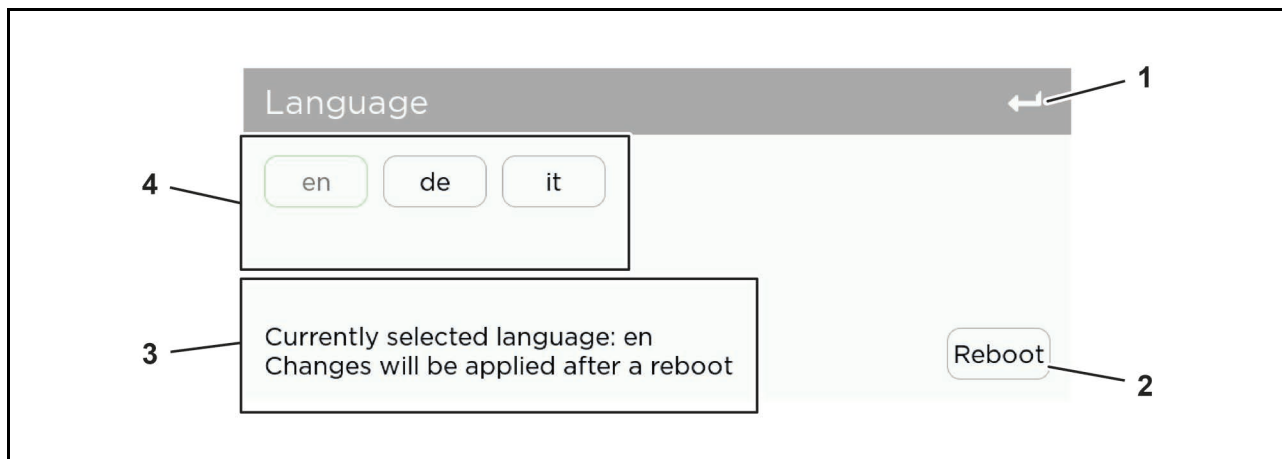 Language
1
4
en de it
3
Currently selected language: en
Changes will be applied after a reboot
Reboot
2